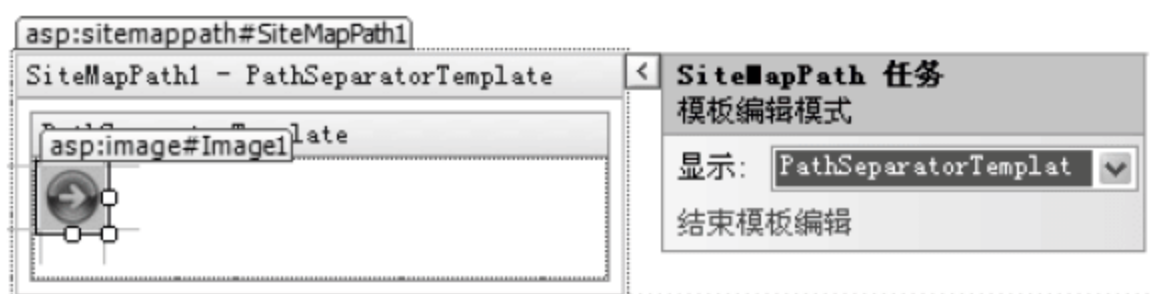 asp:sitemappath#SiteMapPath1
SiteMapPath1 - PathSeparatorTemplate
asp:image#Image1
late
SiteMapPath 任务
模板编辑模式
显示: PathSeparatorTemplat
结束模板编辑